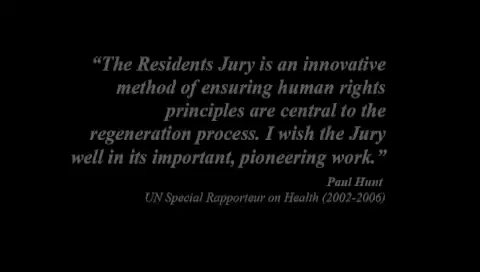 “The Residents Jury is an innovative
method of ensuring human rights
principles are central to the
regeneration process. I wish the Jury
well in its important, pioneering work.”
Paul Hunt
UN Special Rapporteur on Health (2002-2006)